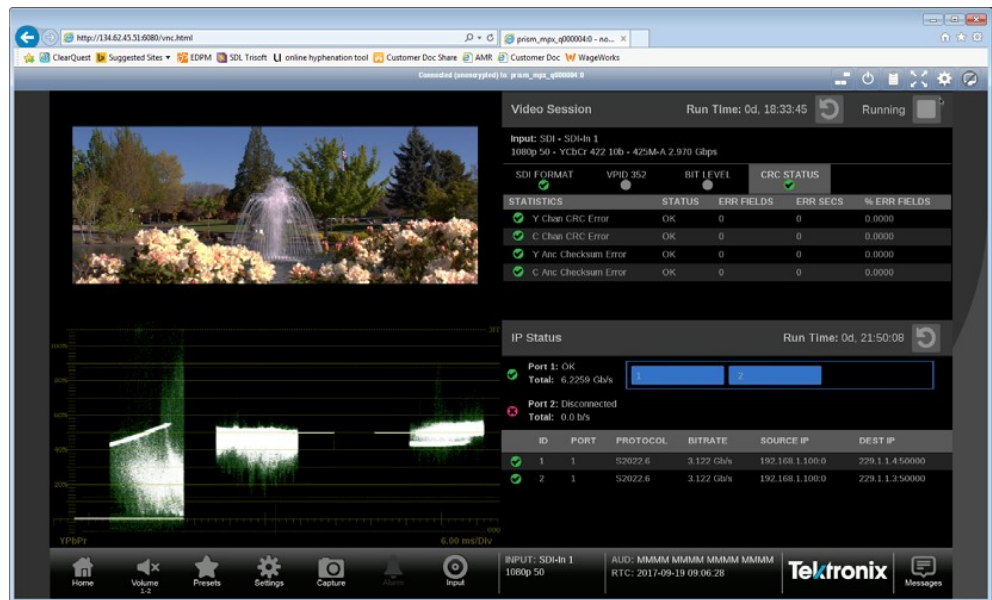 http://134.62.45.51:6080/vnc.html
prism_mpx_q000004:0 - no...
ClearQuest Suggested Sites EDPM SDL Trisoft online hyphenation tool Customer Doc Share AMR Customer Doc WageWorks
Connected (unencrypted) to: prism_mpx_q000004:0
Video Session Run Time: 0d, 18:33:45 Running
Input: SDI - SDI-In 1
1080p 50 - YCbCr 422 10b - 425M-A 2.970 Gbps
SDI FORMAT VPID 352 BIT LEVEL CRC STATUS
STATISTICS STATUS ERR FIELDS ERR SECS % ERR FIELDS
Y Chan CRC Error OK 0 0 0.0000
C Chan CRC Error OK 0 0 0.0000
Y Anc Checksum Error OK 0 0 0.0000
C Anc Checksum Error OK 0 0 0.0000
100%
80%
60%
40%
20%
YPbPr 6.00 ms/Div
IP Status Run Time: 0d, 21:50:08
Port 1: OK
Total: 6.2259 Gb/s
1 2
Port 2: Disconnected
Total: 0.0 b/s
ID PORT PROTOCOL BITRATE SOURCE IP DEST IP
1 1 S2022.6 3.122 Gb/s 192.168.1.100:0 229.1.1.4:50000
2 1 S2022.6 3.122 Gb/s 192.168.1.100:0 229.1.1.3:50000
Home Volume Presets Settings Capture Alarm Input
1-2
INPUT: SDI-In 1
1080p 50
AUD: MMMM MMMM MMMM MMMM
RTC: 2017-09-19 09:06:28
Tektronix
Messages